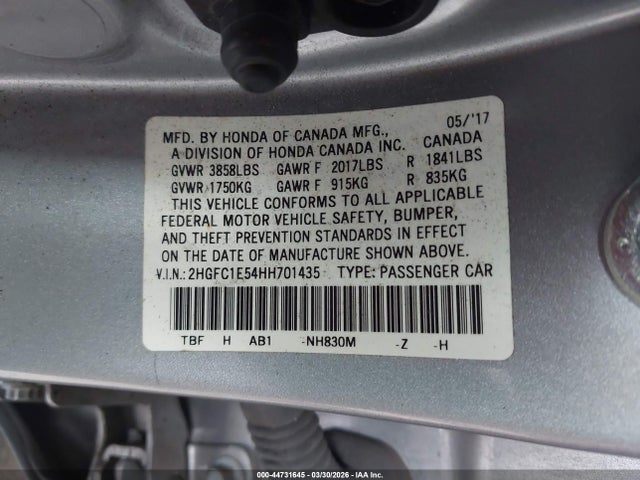 05/'17
MFD. BY HONDA OF CANADA MFG.,
A DIVISION OF HONDA CANADA INC. CANADA
GVWR 3858LBS GAWR F 2017LBS R 1841LBS
GVWR 1750KG GAWR F 915KG R 835KG
THIS VEHICLE CONFORMS TO ALL APPLICABLE
FEDERAL MOTOR VEHICLE SAFETY, BUMPER,
AND THEFT PREVENTION STANDARDS IN EFFECT
ON THE DATE OF MANUFACTURE SHOWN ABOVE.
V.I.N.: 2HGFC1E54HH701435 TYPE: PASSENGER CAR
TBF H AB1 -NH830M -Z -H
000-44731645 | 03/30/2026 | IAA Inc.